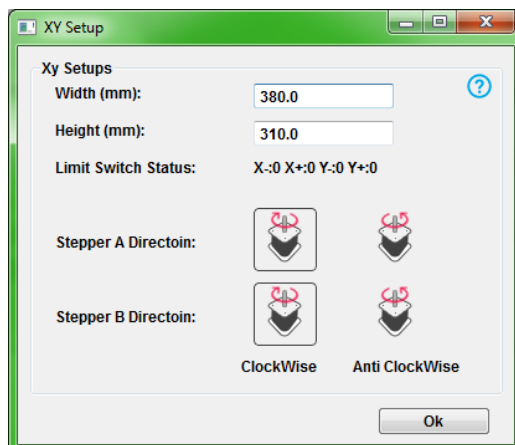 XY Setup
Xy Setups
Width (mm): 380.0
?
Height (mm): 310.0
Limit Switch Status: X-:0 X+:0 Y-:0 Y+:0
Stepper A Directoin:
Stepper B Directoin:
ClockWise Anti ClockWise
Ok